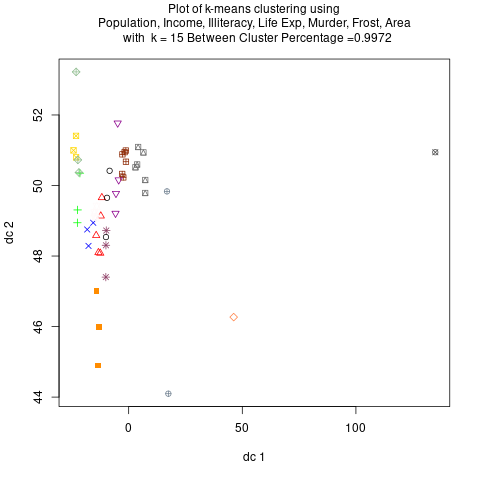 Plot of k-means clustering using
Population, Income, Illiteracy, Life Exp, Murder, Frost, Area
with  k = 15 Between Cluster Percentage =0.9972
52
50
48
46
44
dc 2
0
50
100
dc 1